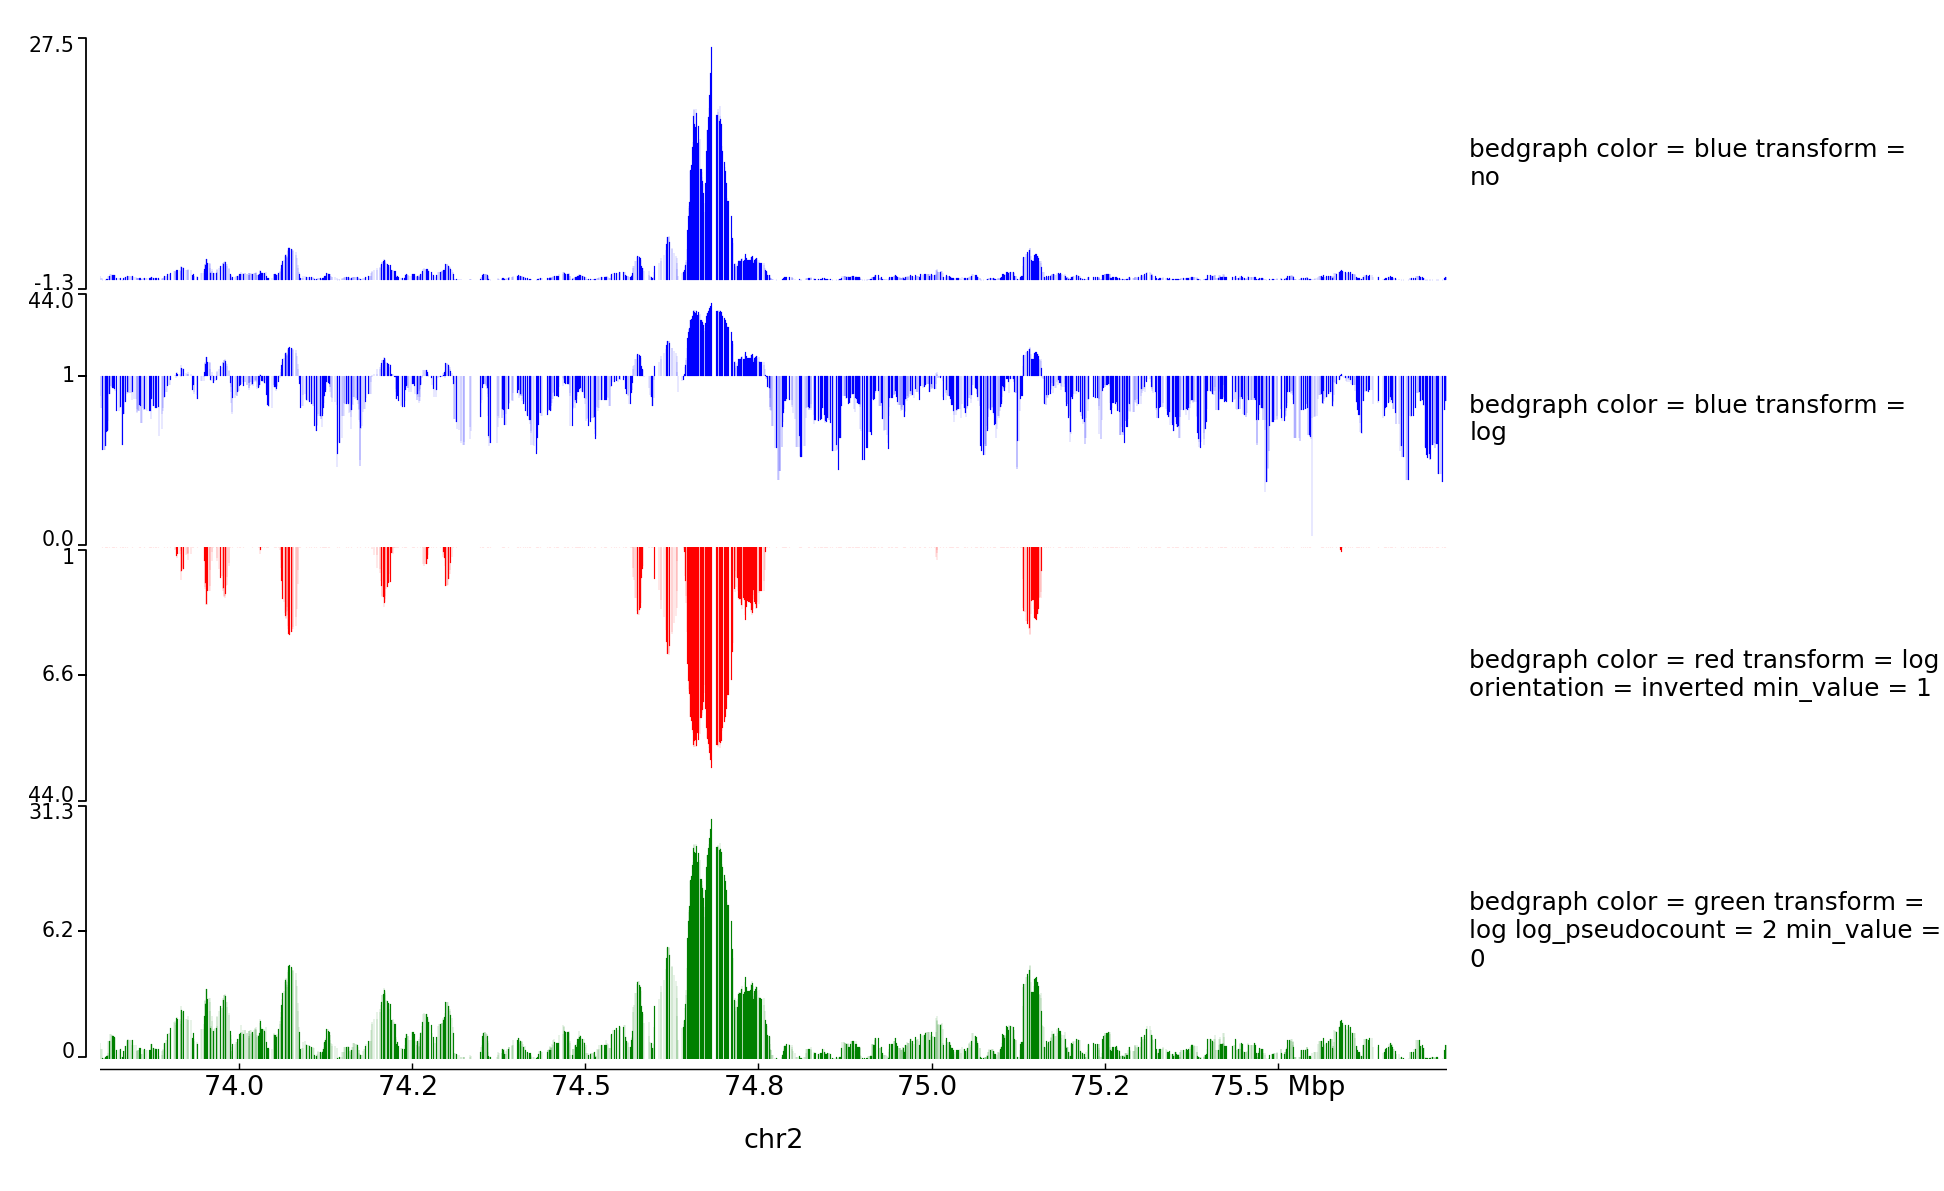 27.5
bedgraph color = blue transform =
no
-1.3
44.0
1
bedgraph color = blue transform =
log
0.0
1
6.6
bedgraph color = red transform = log
orientation = inverted min_value = 1
44.0
31.3
6.2
bedgraph color = green transform =
log log_pseudocount = 2 min_value =
0
0
74.0 74.2 74.5 74.8 75.0 75.2 75.5 Mbp
chr2